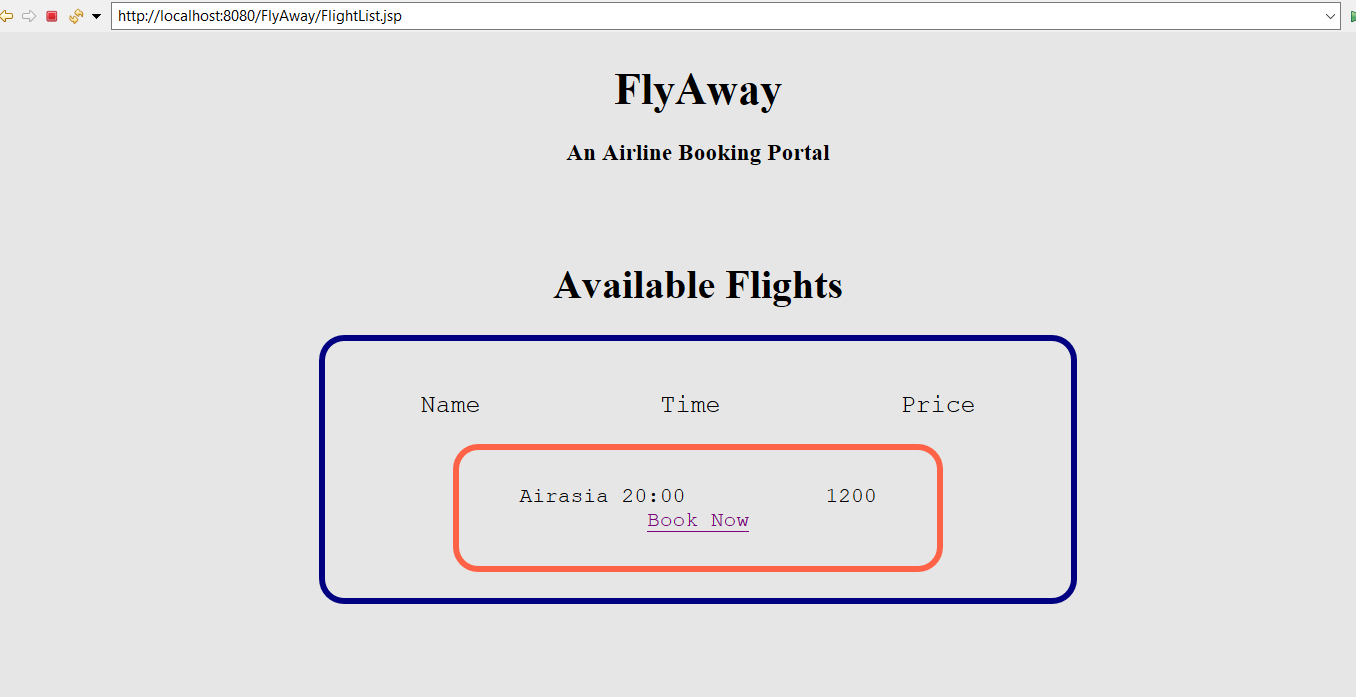 http://localhost:8080/FlyAway/FlightList.jsp
FlyAway
An Airline Booking Portal
Available Flights
Name Time Price
Airasia 20:00 1200
Book Now